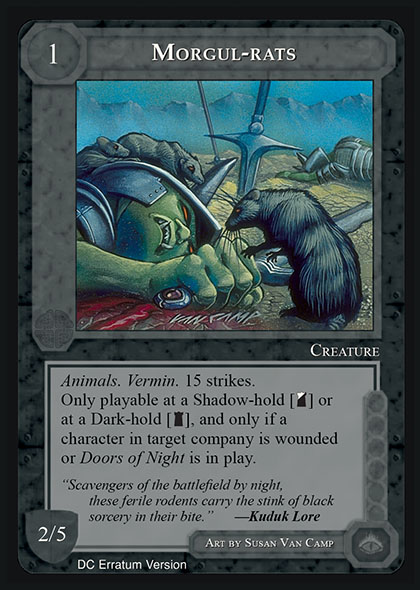 1
MORGUL-RATS
VAN CAMP
CREATURE
Animals. Vermin. 15 strikes.
Only playable at a Shadow-hold [] or
at a Dark-hold [], and only if a
character in target company is wounded
or Doors of Night is in play.
“Scavengers of the battlefield by night,
these ferile rodents carry the stink of black
sorcery in their bite.” —Kuduk Lore
2/5
ART BY SUSAN VAN CAMP
DC Erratum Version